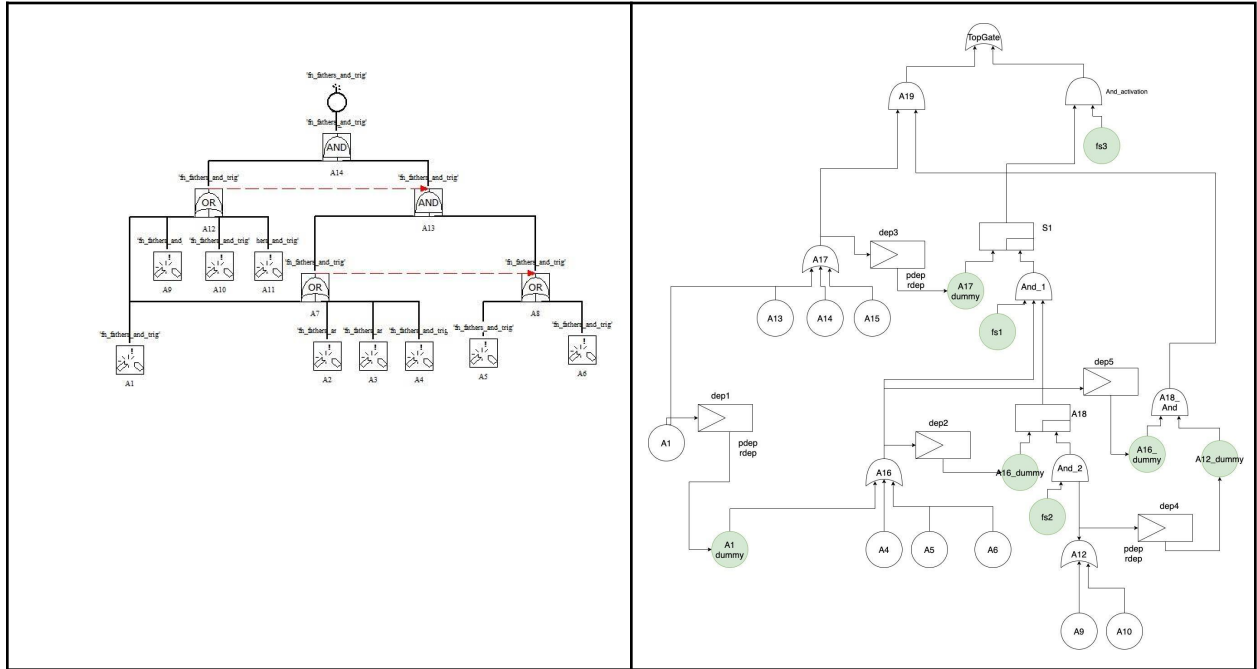 'fn_fathers_and_trig'
'fn_fathers_and_trig'
AND
A14
'fn_fathers_and_trig'
'fn_fathers_and_trig'
OR
AND
A12
A13
'fn_fathers_and
'fn_fathers_and_trig'
hers_and_trig'
'fn_fathers_and_trig'
'fn_fathers_and_trig'
A9
A10
A11
OR
OR
A7
A8
'fn_fathers_and_trig'
'fn_fathers_ar
'fn_fathers_ar
'fn_fathers_and_trig,
'fn_fathers_and_trig'
'fn_fathers_and_trig'
A1
A2
A3
A4
A5
A6
TopGate
A19
And_activation
fs3
S1
A17
dep3
pdep
rdep
A17
dummy
And_1
A13
A14
A15
fs1
dep1
A1
pdep
rdep
dep5
A18
A18_
And
dep2
A16
A16_dummy
And_2
A16_
dummy
A12_dummy
fs2
dep4
pdep
rdep
A1
dummy
A4
A5
A6
A12
A9
A10